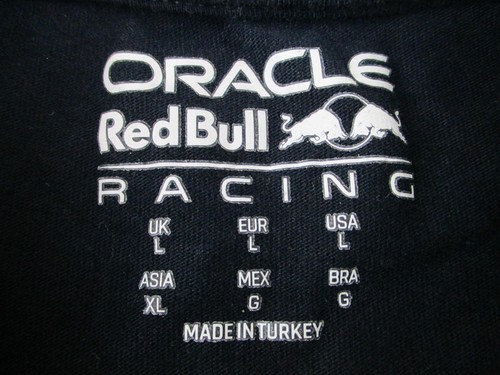 ORACLE
Red Bull
RACING
UK EUR USA
L L L
ASIA MEX BRA
XL G G
MADE IN TURKEY